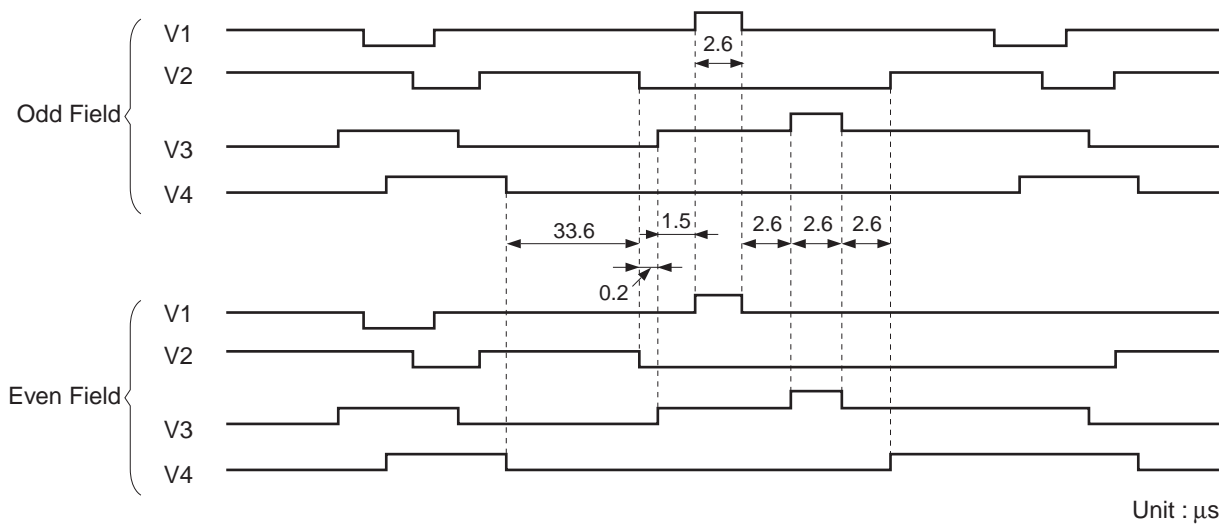 Odd Field
V1
2.6
V2
V3
V4
33.6
1.5
2.6
2.6
2.6
0.2
Even Field
V1
V2
V3
V4
Unit : μs